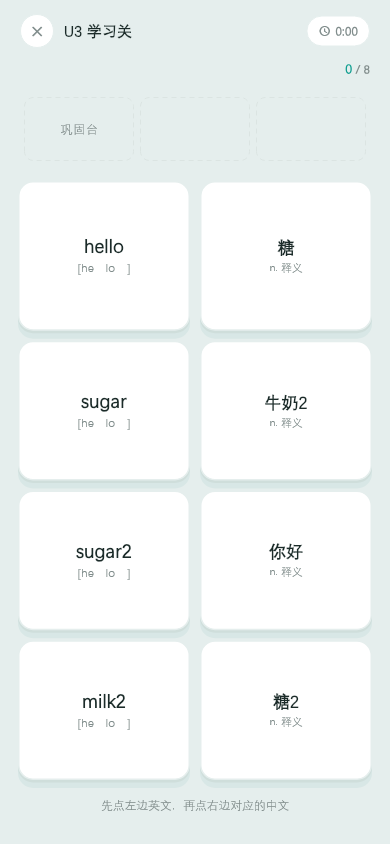 U3 学习关
0:00
0 / 8
巩固台
hello
[he lo ]
糖
n. 释义
sugar
[he lo ]
牛奶2
n. 释义
sugar2
[he lo ]
你好
n. 释义
milk2
[he lo ]
糖2
n. 释义
先点左边英文，再点右边对应的中文